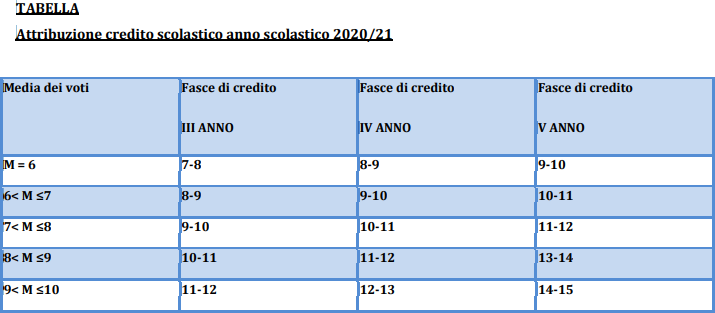 TABELLA
Attribuzione credito scolastico anno scolastico 2020/21
Media dei voti Fasce di credito Fasce di credito Fasce di credito
III ANNO IV ANNO V ANNO
M = 6 7-8 8-9 9-10
6< M ≤7 8-9 9-10 10-11
7< M ≤8 9-10 10-11 11-12
8< M ≤9 10-11 11-12 13-14
9< M ≤10 11-12 12-13 14-15